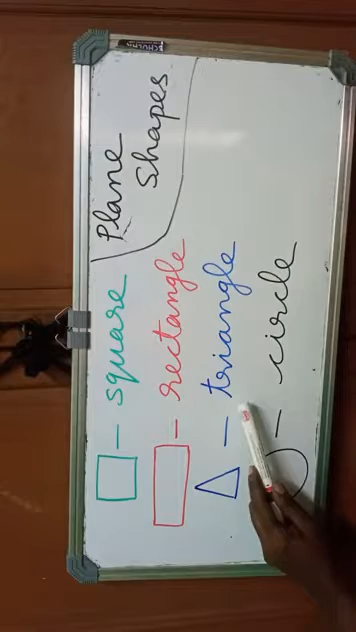 Plane
Shapes
– square
– rectangle
– triangle
– circle